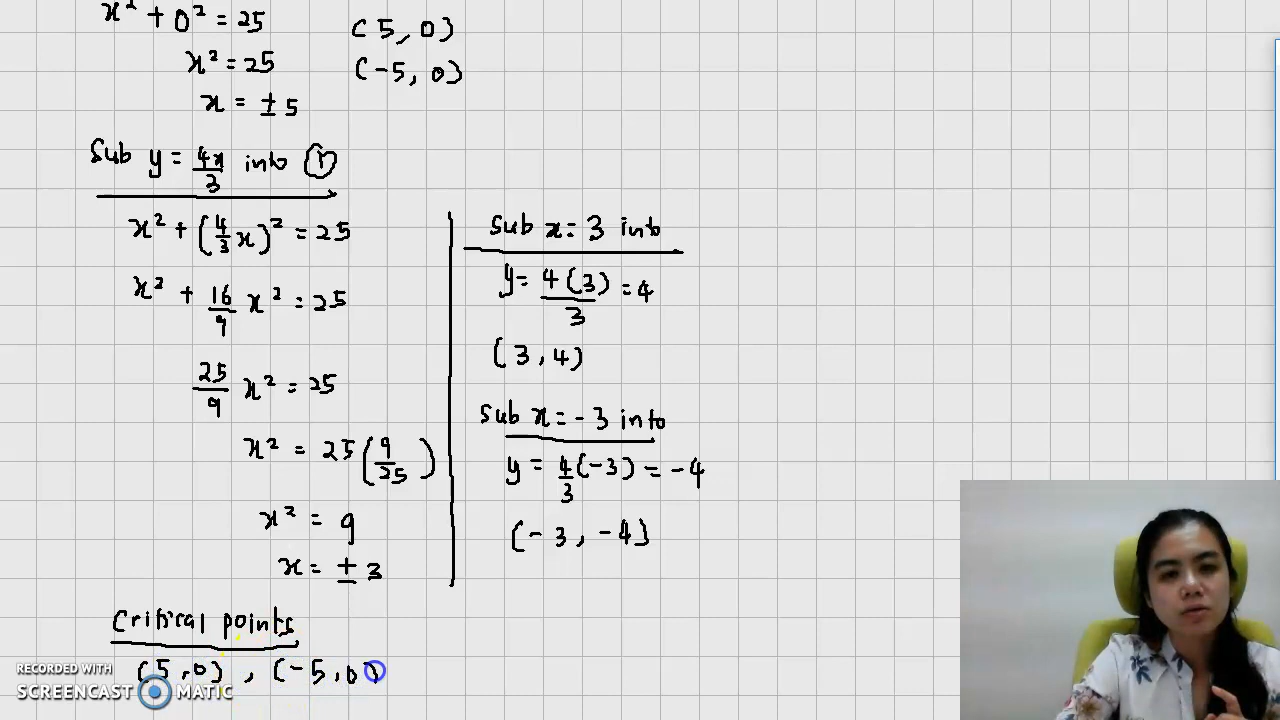 x² + 0² = 25
x² = 25
x = ± 5
(5, 0)
(-5, 0)
Sub y = 4x/3 into ①
x² + (4/3 x)² = 25
x² + 16/9 x² = 25
25/9 x² = 25
x² = 25 (9/25)
x² = 9
x = ± 3
Sub x = 3 into
y = 4(3)/3 = 4
(3, 4)
Sub x = -3 into
y = 4/3 (-3) = -4
(-3, -4)
Critical points
(5, 0), (-5, 0)
RECORDED WITH
SCREENCAST MATIC